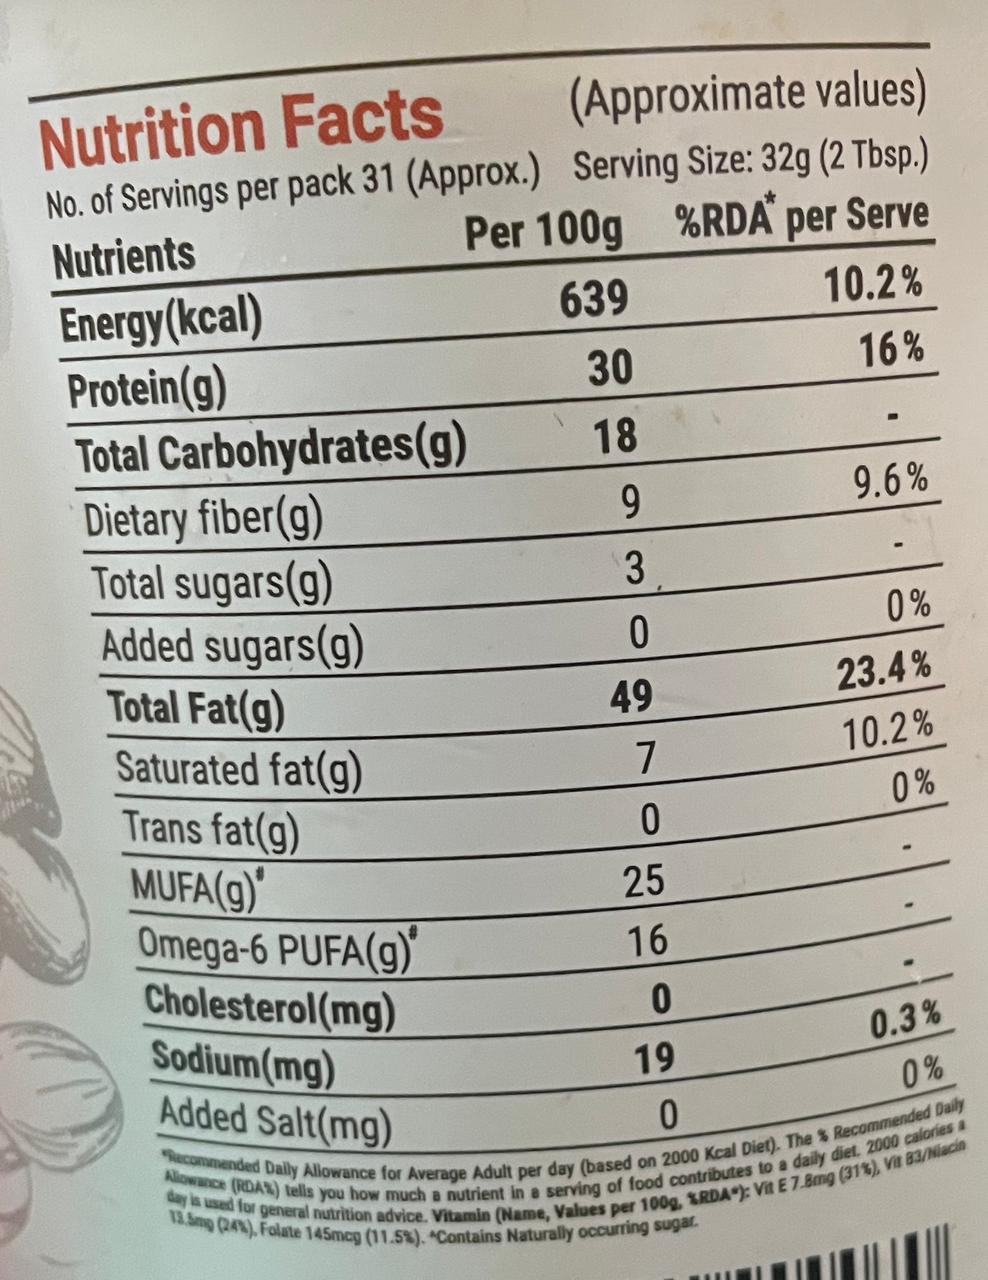 Nutrition Facts (Approximate values)
No. of Servings per pack 31 (Approx.) Serving Size: 32g (2 Tbsp.)
Nutrients Per 100g %RDA* per Serve
Energy(kcal) 639 10.2%
Protein(g) 30 16%
Total Carbohydrates(g) 18 -
Dietary fiber(g) 9 9.6%
Total sugars(g) 3 -
Added sugars(g) 0 0%
Total Fat(g) 49 23.4%
Saturated fat(g) 7 10.2%
Trans fat(g) 0 0%
MUFA(g)# 25 -
Omega-6 PUFA(g)# 16 -
Cholesterol(mg) 0 -
Sodium(mg) 19 0.3%
Added Salt(mg) 0 0%
*Recommended Daily Allowance for Average Adult per day (based on 2000 Kcal Diet). The % Recommended Daily
Allowance (RDA%) tells you how much a nutrient in a serving of food contributes to a daily diet. 2000 calories a
day is used for general nutrition advice. Vitamin (Name, Values per 100g, %RDA*): Vit E 7.8mg (31%), Vit B3/Niacin
13.5mg (24%), Folate 145mcg (11.5%). ^Contains Naturally occurring sugar.